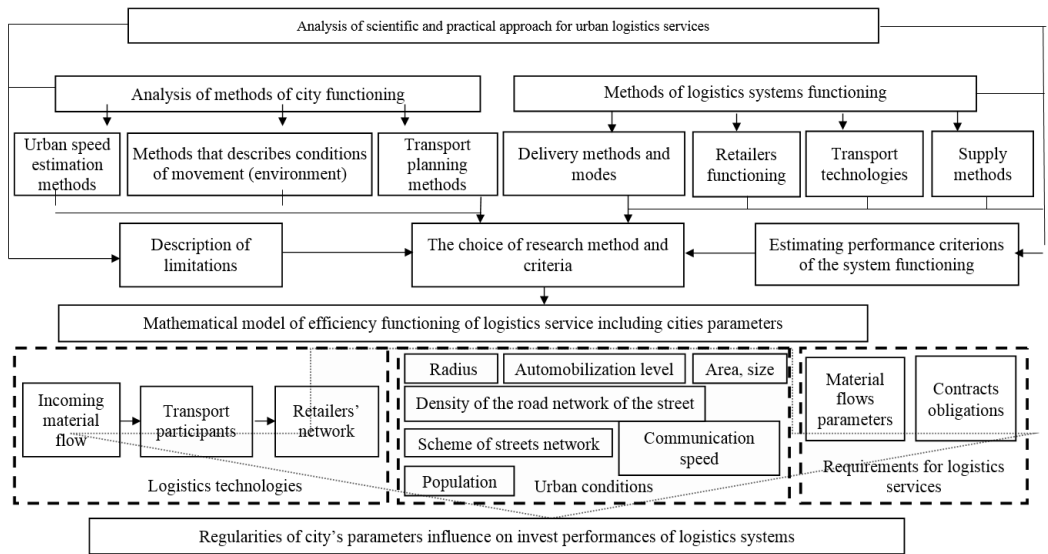 Analysis of scientific and practical approach for urban logistics services
Analysis of methods of city functioning
Methods of logistics systems functioning
Urban speed
estimation
methods
Methods that describes conditions
of movement (environment)
Transport
planning
methods
Delivery methods and
modes
Retailers
functioning
Transport
technologies
Supply
methods
Description of
limitations
The choice of research method and
criteria
Estimating performance criterions
of the system functioning
Mathematical model of efficiency functioning of logistics service including cities parameters
Incoming
material
flow
Transport
participants
Retailers’
network
Logistics technologies
Radius
Automobilization level
Area, size
Density of the road network of the street
Scheme of streets network
Communication
speed
Population
Urban conditions
Material
flows
parameters
Contracts
obligations
Requirements for logistics
services
Regularities of city’s parameters influence on invest performances of logistics systems